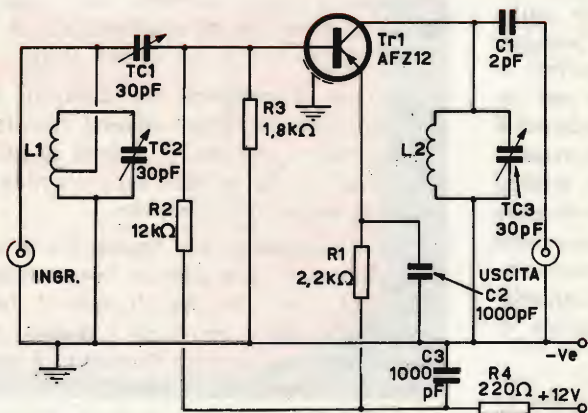 TC1
30pF
Tr1
AFZ12
C1
2pF
L1
TC2
30pF
R3
1,8kΩ
L2
TC3
30pF
R2
12kΩ
INGR.
R1
2,2kΩ
USCITA
C2
1000pF
-Ve
C3
1000
pF
R4
220Ω
+12V